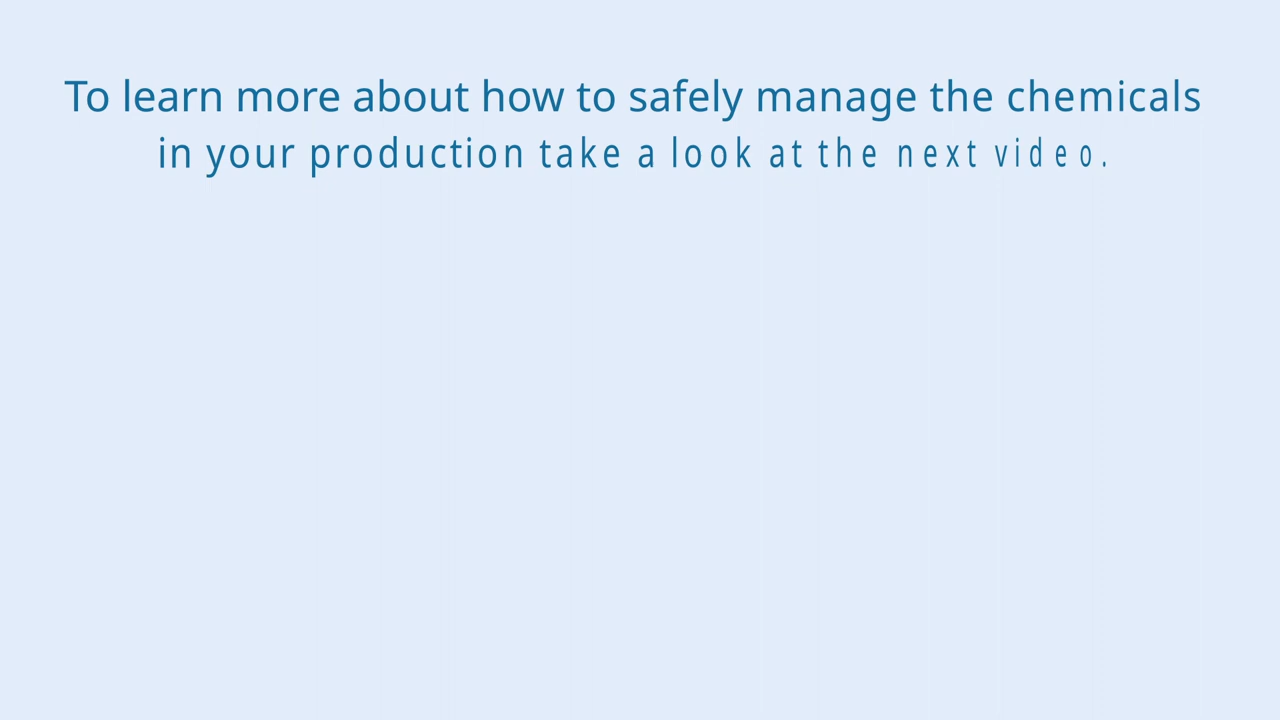 To learn more about how to safely manage the chemicals
in your production take a look at the next video.